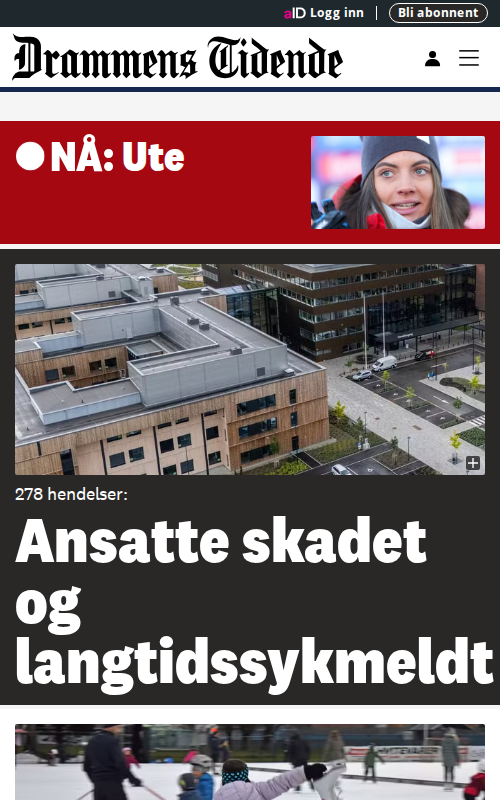 aID Logg inn
Bli abonnent
Drammens Tidende
NÅ: Ute
278 hendelser:
Ansatte skadet
og
langtidssykmeldt